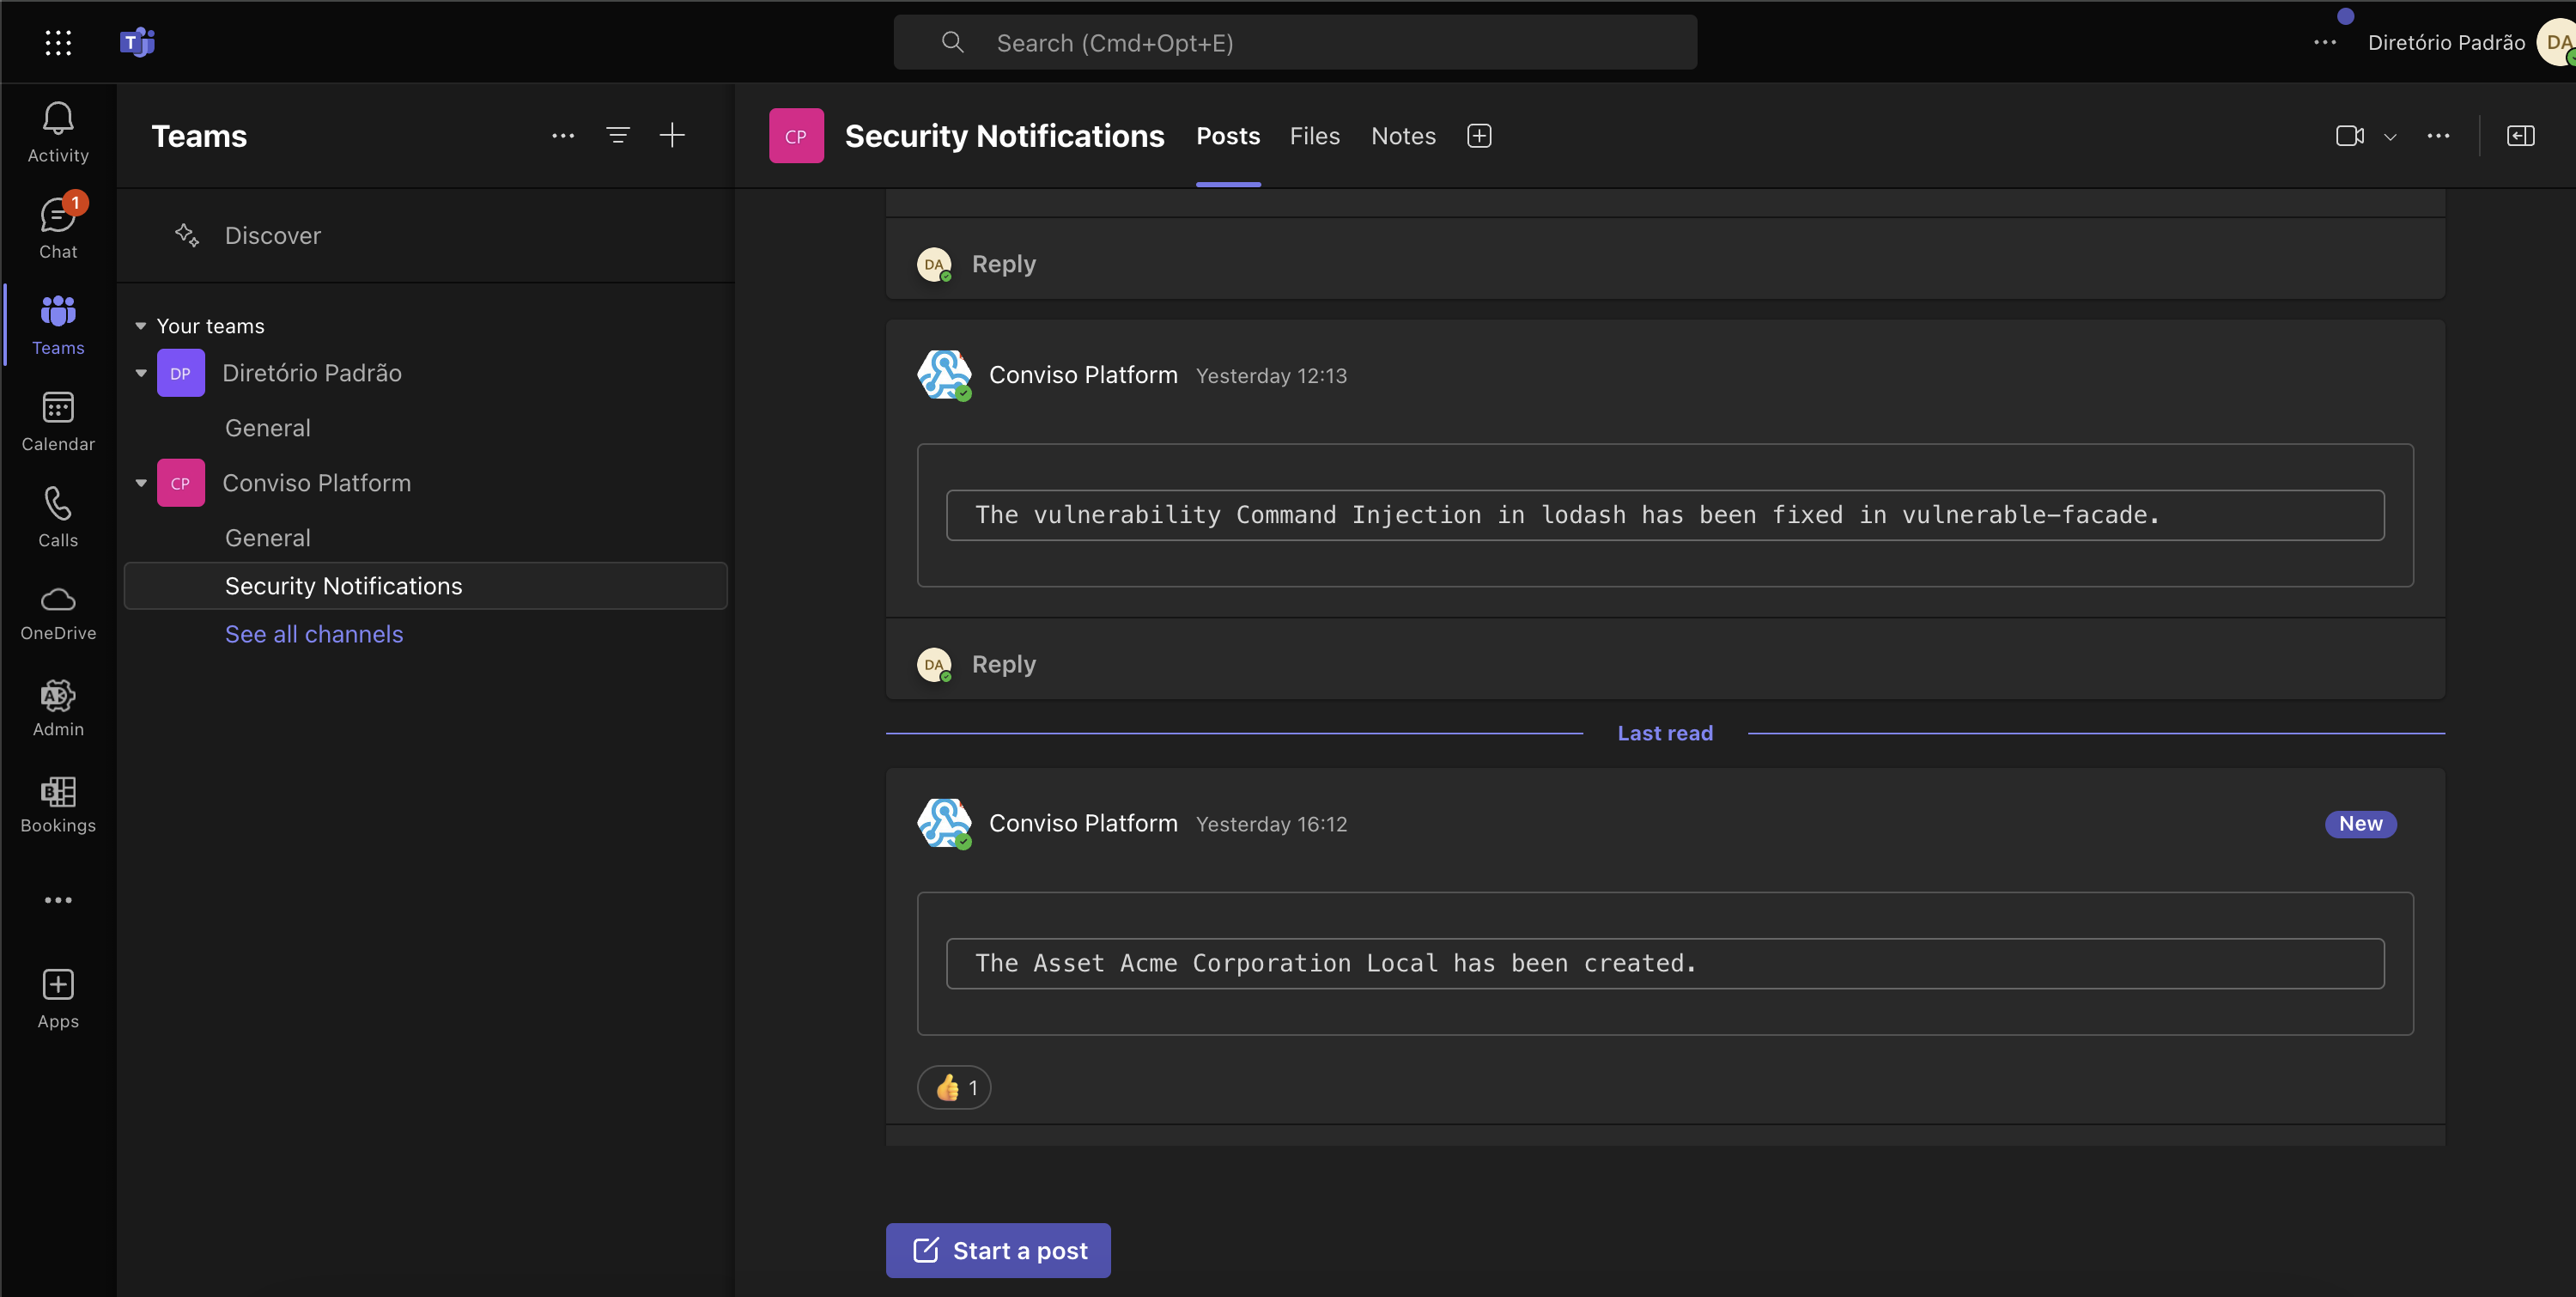 T
Search (Cmd+Opt+E)
Diretório Padrão
DA
Activity
1
Chat
Teams
Calendar
Calls
OneDrive
A
Admin
B
Bookings
Apps
Teams
Discover
Your teams
DP Diretório Padrão
General
CP Conviso Platform
General
Security Notifications
See all channels
CP Security Notifications Posts Files Notes
DA Reply
Conviso Platform Yesterday 12:13
The vulnerability Command Injection in lodash has been fixed in vulnerable-facade.
DA Reply
Last read
Conviso Platform Yesterday 16:12 New
The Asset Acme Corporation Local has been created.
👍 1
Start a post